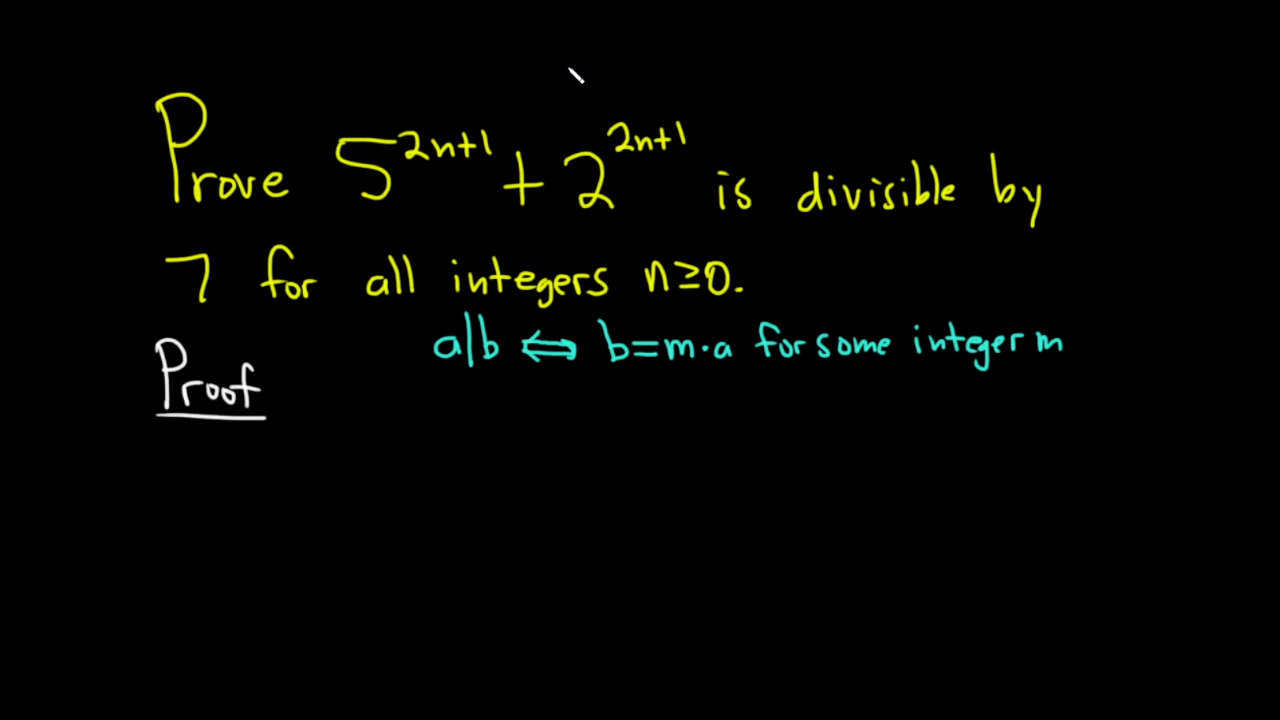 Prove 5^{2n+1} + 2^{2n+1} is divisible by
7 for all integers n≥0.
a|b ⟺ b=m·a for some integer m
Proof